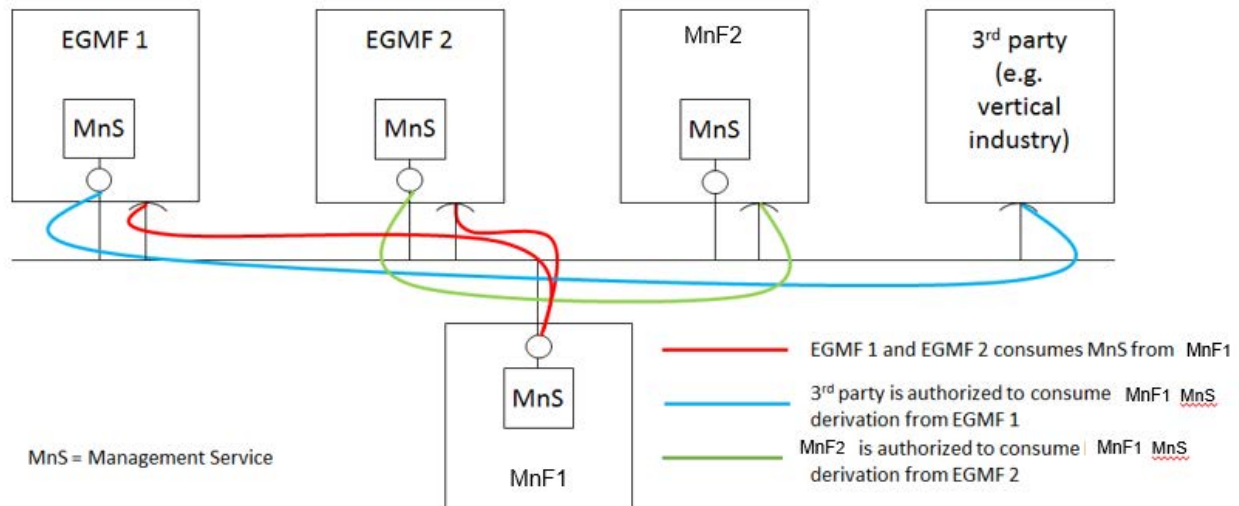 EGMF 1
MnS
EGMF 2
MnS
MnF2
MnS
3rd party
(e.g.
vertical
industry)
MnS
MnF1
MnS = Management Service
EGMF 1 and EGMF 2 consumes MnS from MnF1
3rd party is authorized to consume MnF1 MnS
derivation from EGMF 1
MnF2 is authorized to consume MnF1 MnS
derivation from EGMF 2